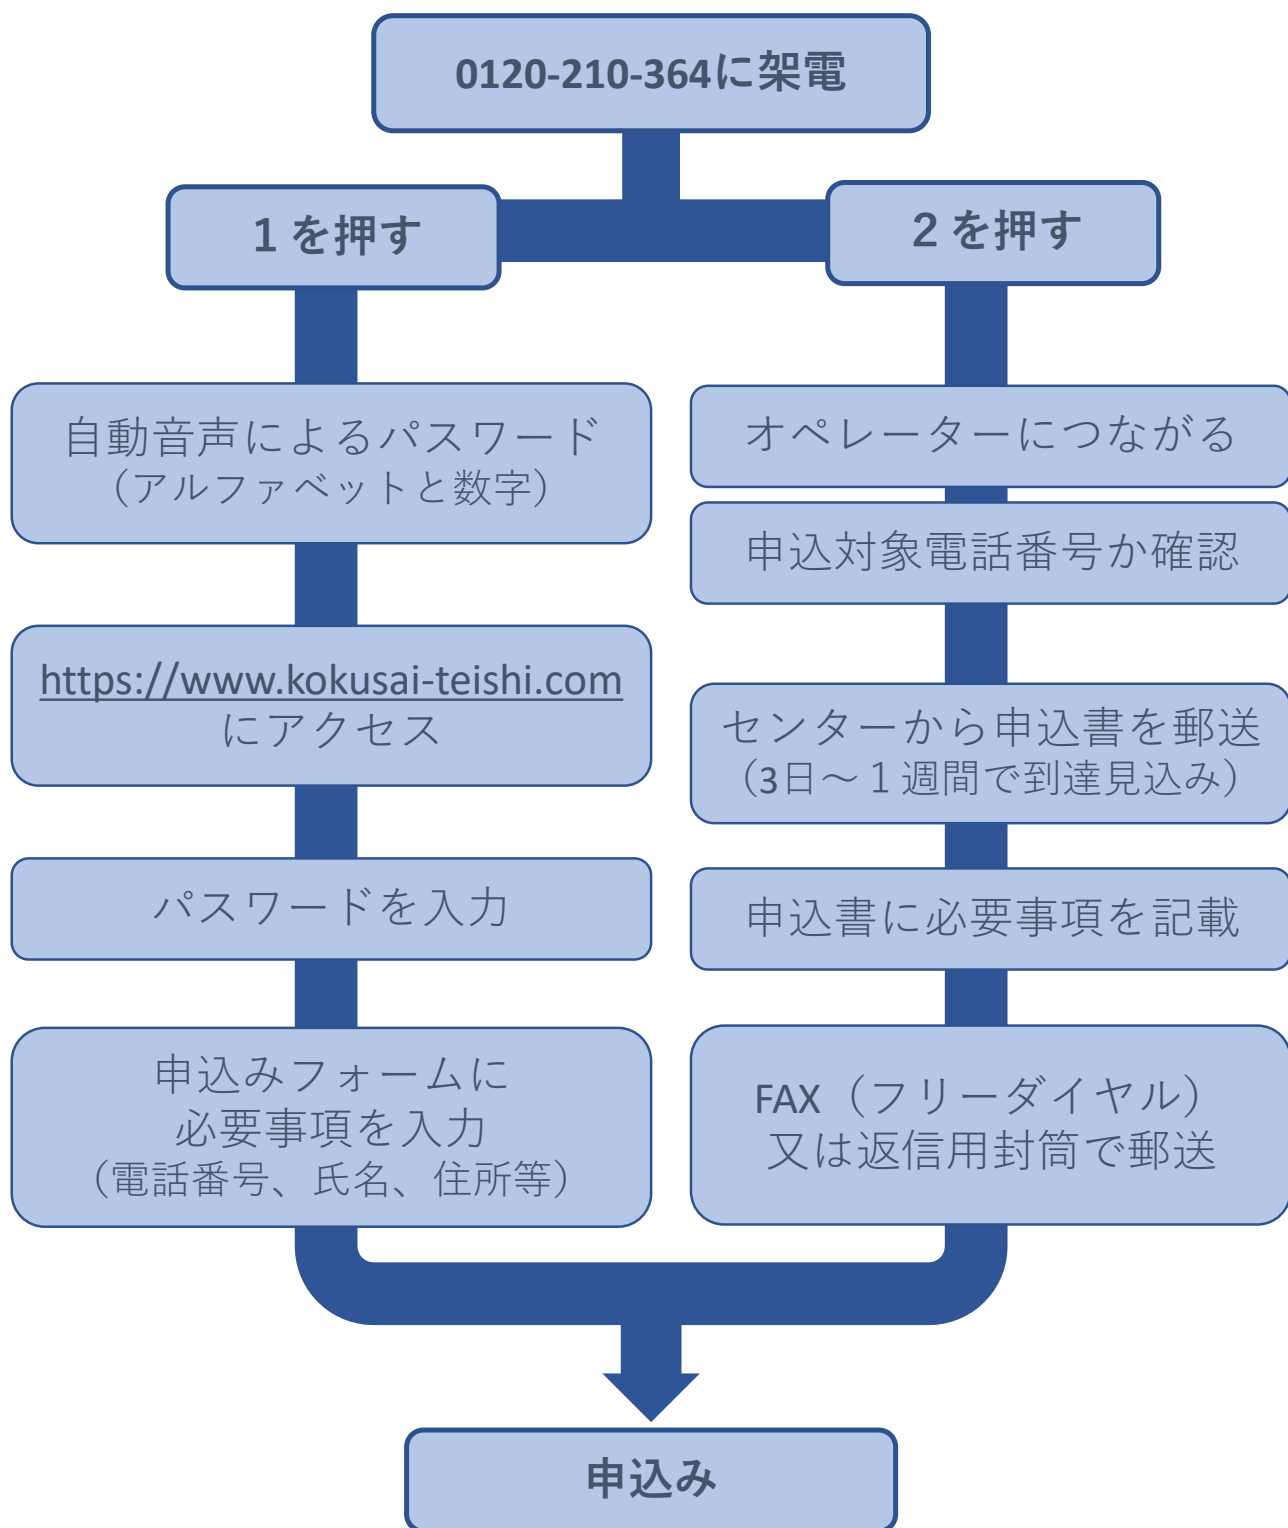 0120-210-364に架電
1を押す
2を押す
自動音声によるパスワード
（アルファベットと数字）
https://www.kokusai-teishi.com
にアクセス
パスワードを入力
申込みフォームに
必要事項を入力
（電話番号、氏名、住所等）
オペレーターにつながる
申込対象電話番号か確認
センターから申込書を郵送
（3日～１週間で到達見込み）
申込書に必要事項を記載
FAX（フリーダイヤル）
又は返信用封筒で郵送
申込み